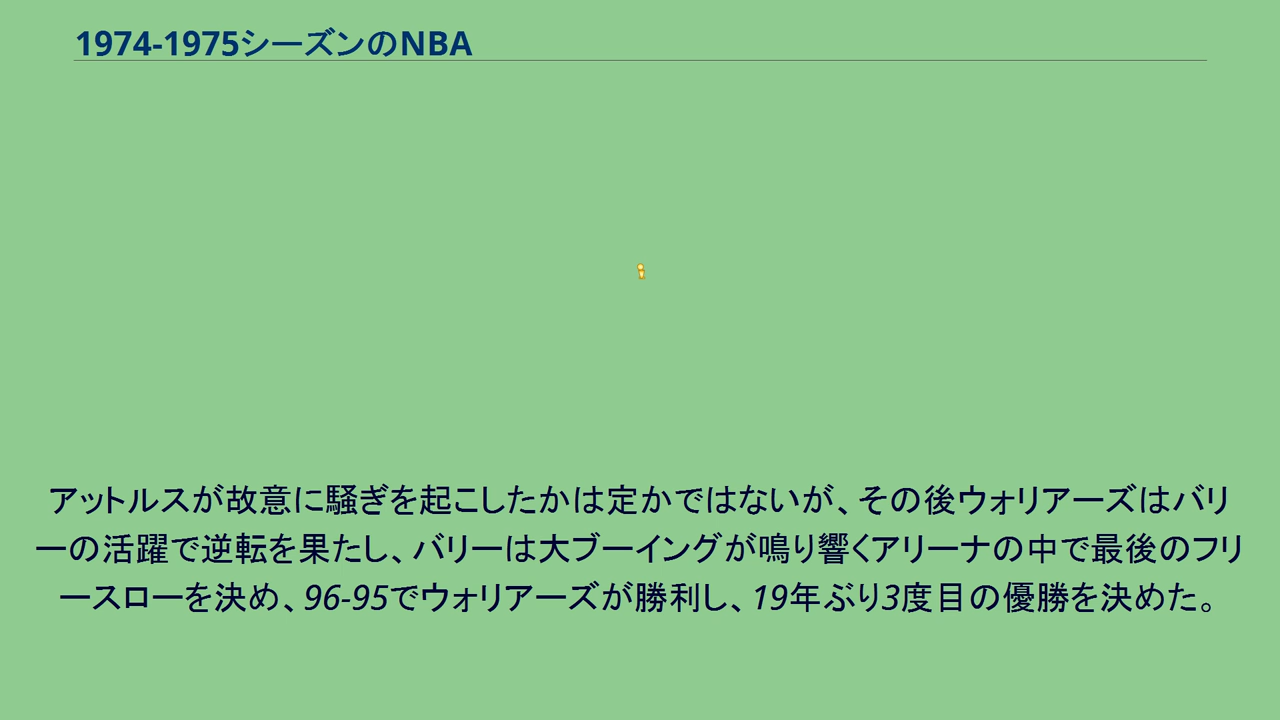 1974-1975シーズンのNBA
アットルスが故意に騒ぎを起こしたかは定かではないが、その後ウォリアーズはバリ
ーの活躍で逆転を果たし、バリーは大ブーイングが鳴り響くアリーナの中で最後のフリ
ースローを決め、96-95でウォリアーズが勝利し、19年ぶり3度目の優勝を決めた。